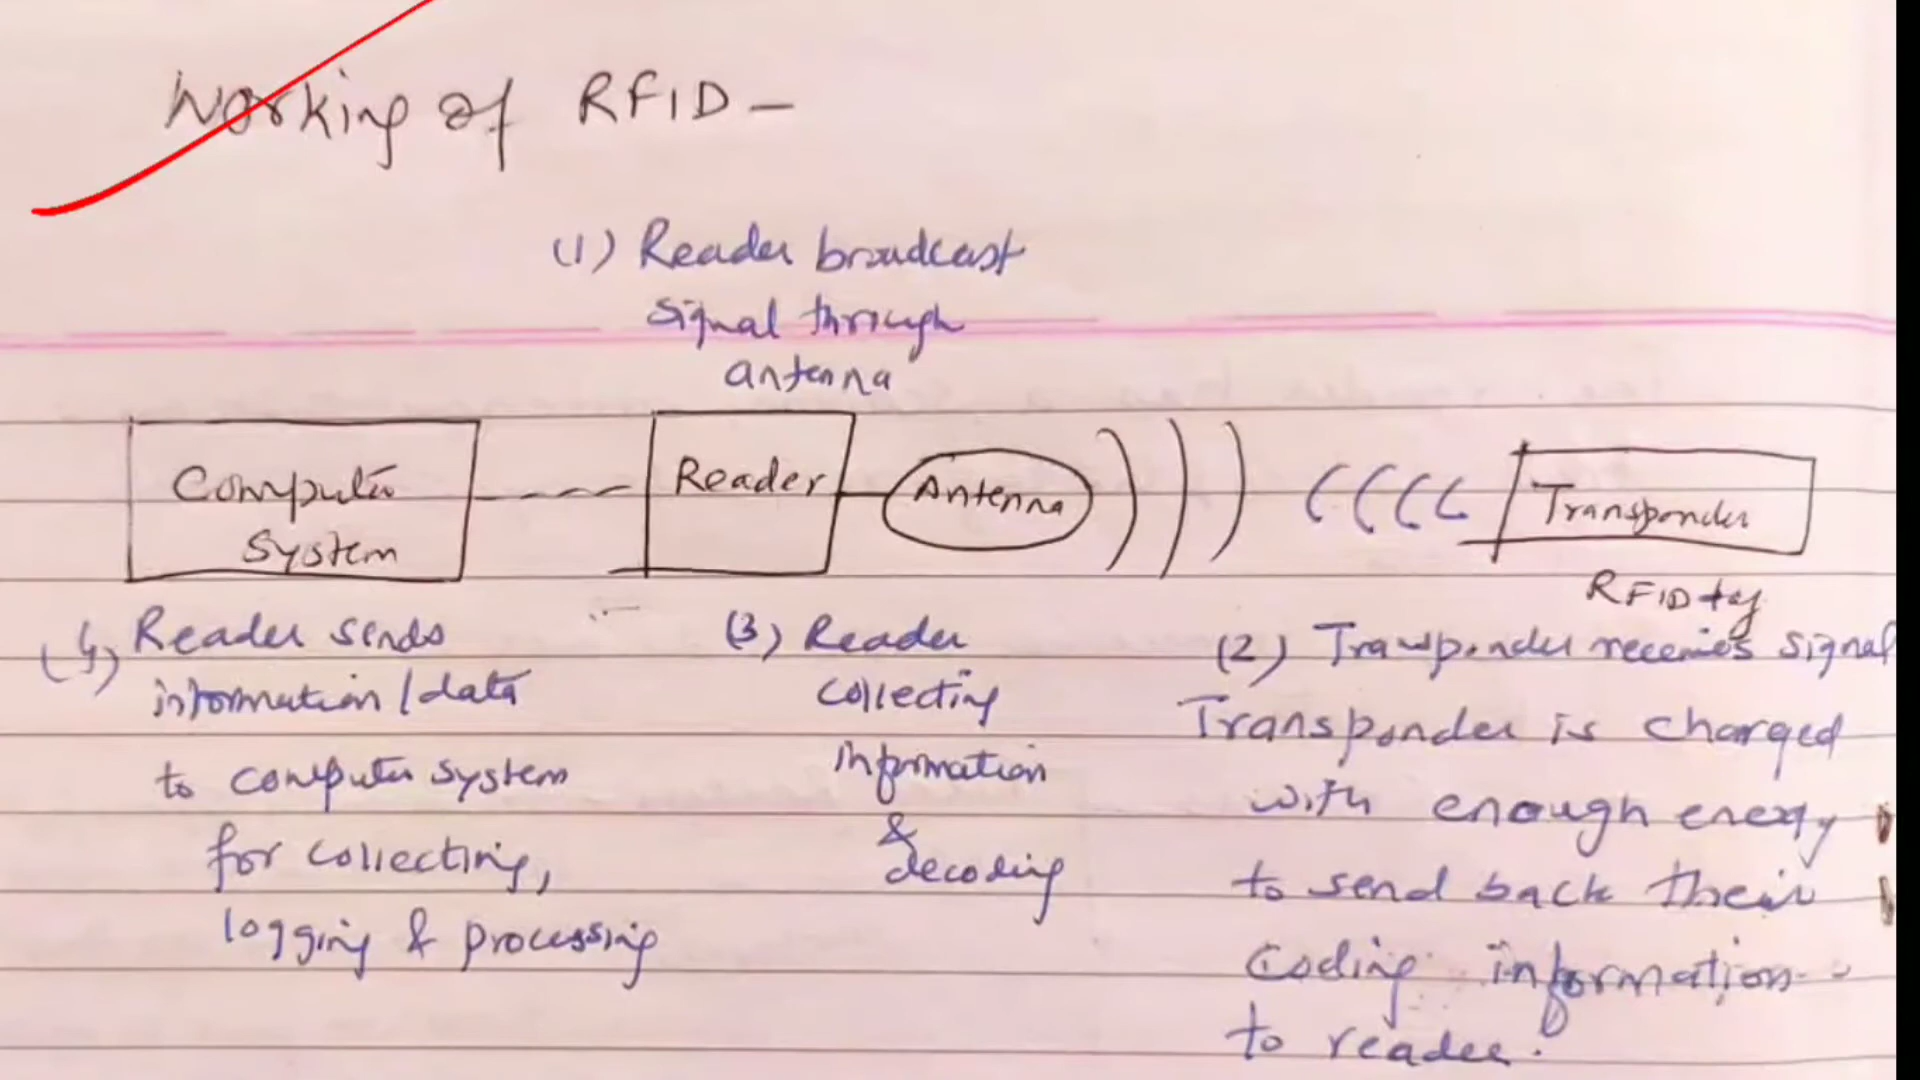 Working of RFID -
(1) Reader broadcast
signal through
antenna
Computer
System
Reader
Antenna
Transponder
RFID tag
(4) Reader sends
information/data
to computer system
for collecting,
logging & processing
(3) Reader
collecting
information
&
decoding
(2) Transponder receives signal
Transponder is charged
with enough energy
to send back their
coding information
to reader.